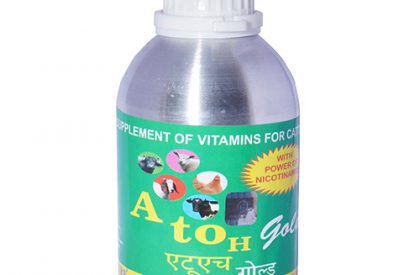 SUPPLEMENT OF VITAMINS FOR CAT
WITH
POWER OF
NICOTINAM
A to H Gol
एटूएच
गोल्ड